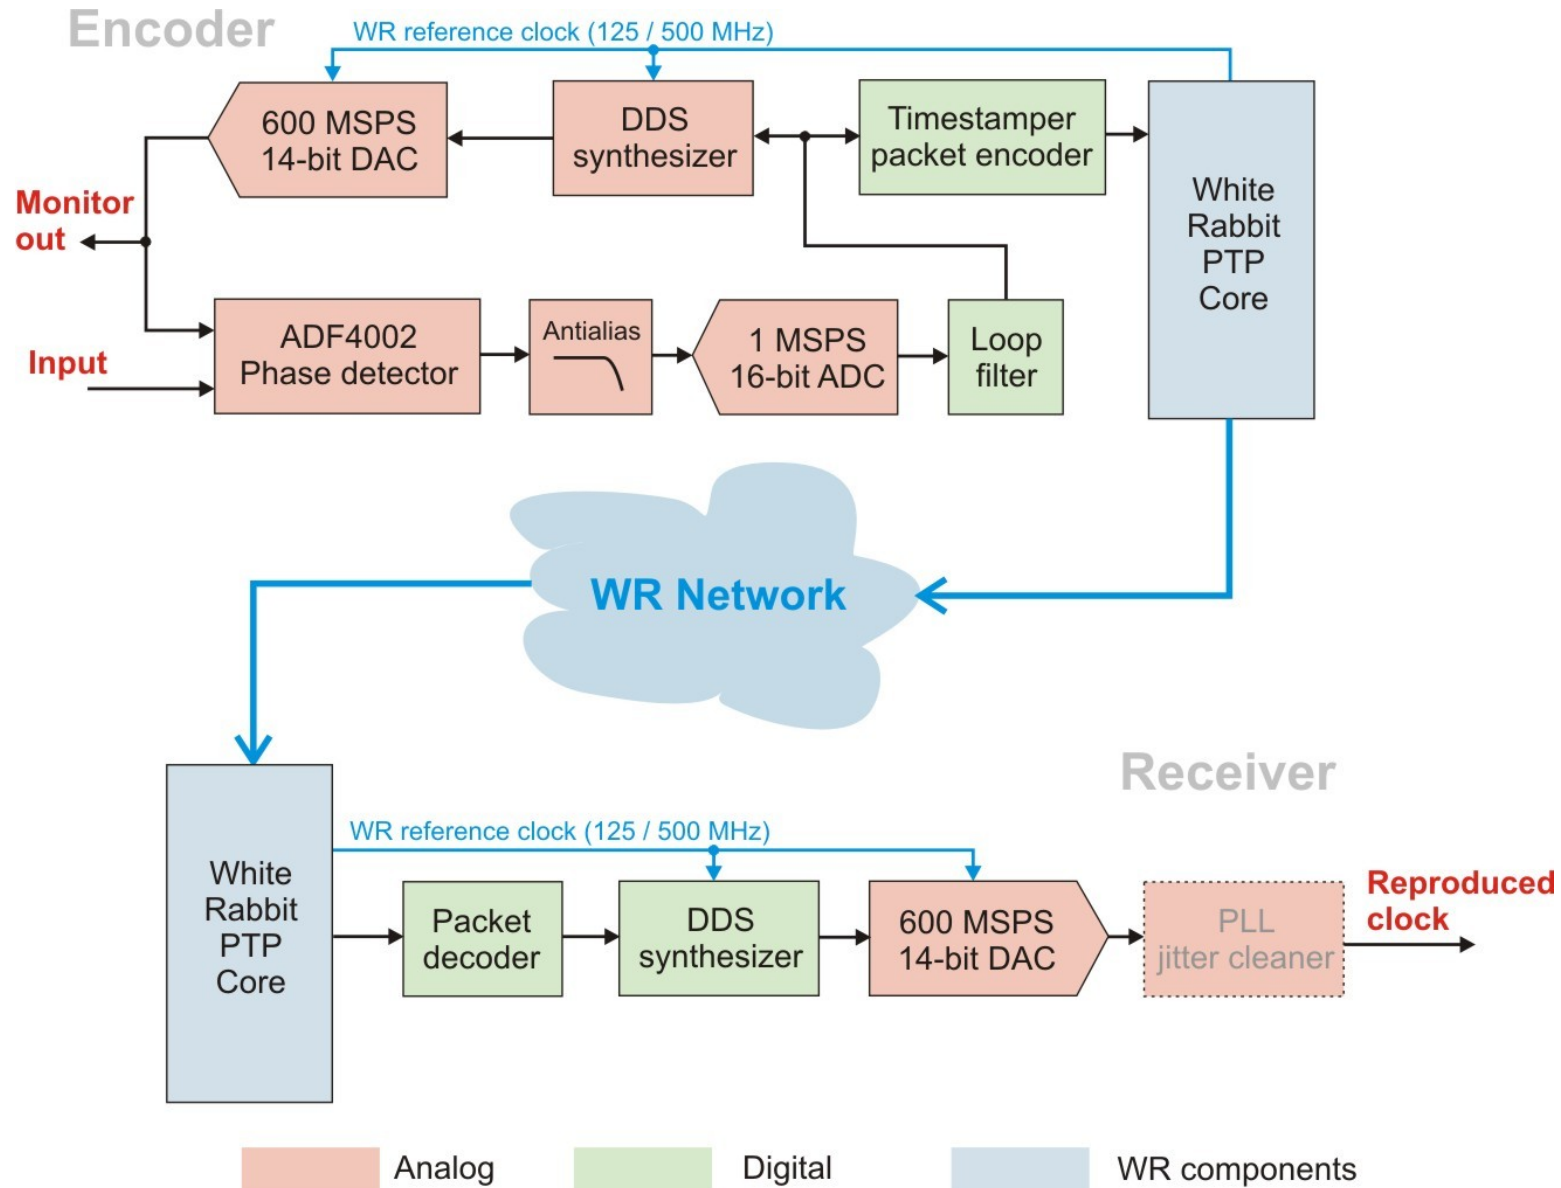 Encoder
WR reference clock (125 / 500 MHz)
600 MSPS
14-bit DAC
DDS
synthesizer
Timestamper
packet encoder
White
Rabbit
PTP
Core
Monitor
out
Input
ADF4002
Phase detector
Antialias
1 MSPS
16-bit ADC
Loop
filter
WR Network
Receiver
White
Rabbit
PTP
Core
WR reference clock (125 / 500 MHz)
Packet
decoder
DDS
synthesizer
600 MSPS
14-bit DAC
PLL
jitter cleaner
Reproduced
clock
Analog
Digital
WR components